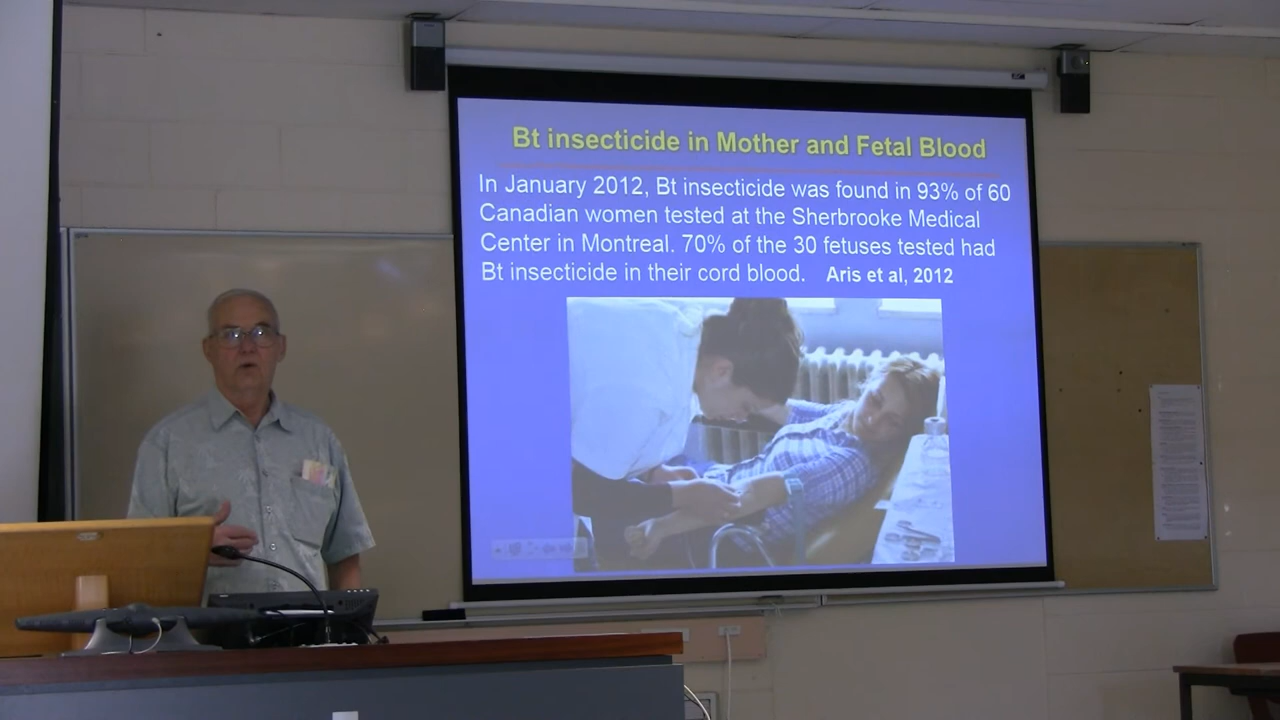 Bt insecticide in Mother and Fetal Blood
In January 2012, Bt insecticide was found in 93% of 60
Canadian women tested at the Sherbrooke Medical
Center in Montreal. 70% of the 30 fetuses tested had
Bt insecticide in their cord blood. Aris et al, 2012